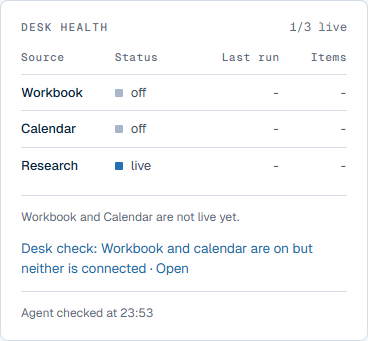 DESK HEALTH 1/3 live
Source Status Last run Items
Workbook off - -
Calendar off - -
Research live - -
Workbook and Calendar are not live yet.
Desk check: Workbook and calendar are on but
neither is connected · Open
Agent checked at 23:53